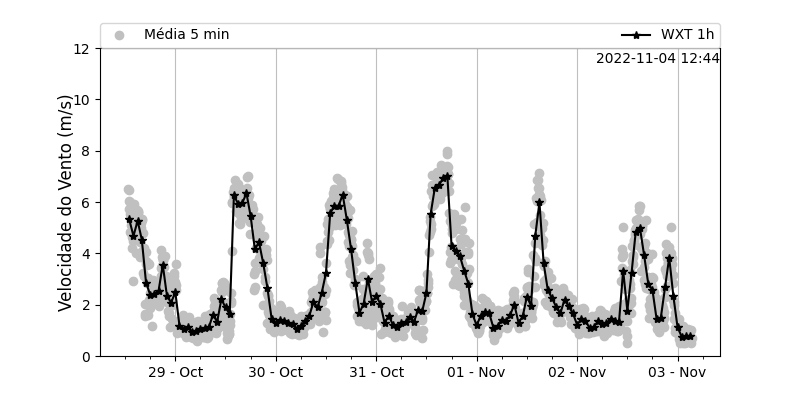 Média 5 min
WXT 1h
2022-11-04 12:44
Velocidade do Vento (m/s)
12
10
8
6
4
2
0
29 - Oct
30 - Oct
31 - Oct
01 - Nov
02 - Nov
03 - Nov